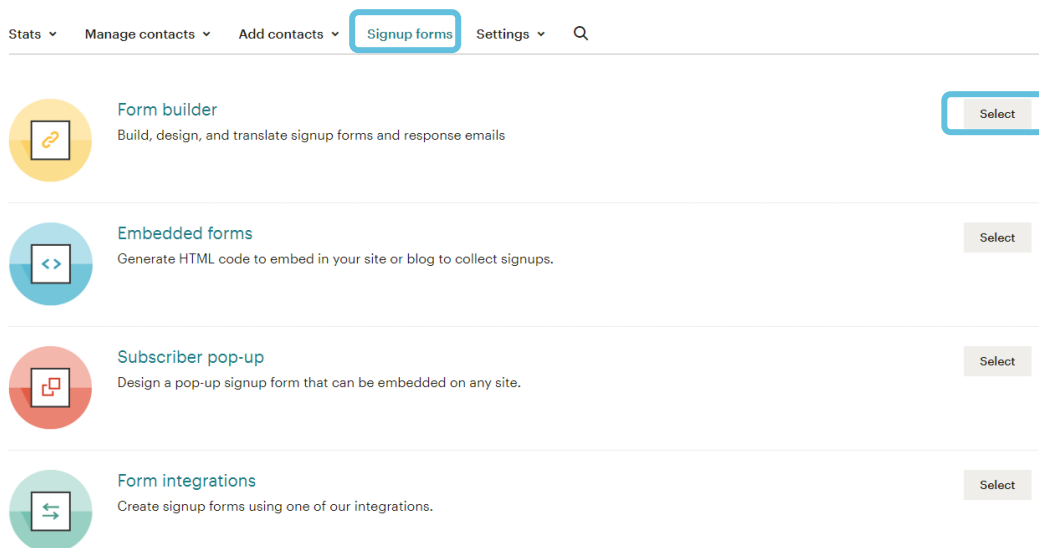 Stats Manage contacts Add contacts Signup forms Settings
Form builder
Build, design, and translate signup forms and response emails
Select
Embedded forms
Generate HTML code to embed in your site or blog to collect signups.
Select
Subscriber pop-up
Design a pop-up signup form that can be embedded on any site.
Select
Form integrations
Create signup forms using one of our integrations.
Select